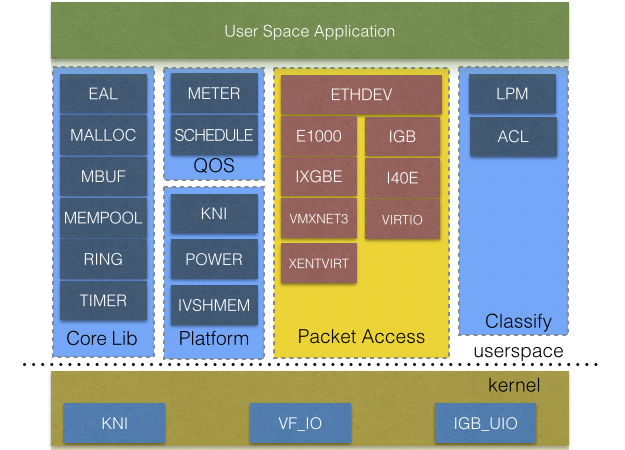 User Space Application
EAL
MALLOC
MBUF
MEMPOOL
RING
TIMER
Core Lib
METER
SCHEDULE
QOS
KNI
POWER
IVSHMEM
Platform
ETHDEV
E1000
IGB
IXGBE
I40E
VMXNET3
VIRTIO
XENTVIRT
Packet Access
LPM
ACL
Classify
userspace
kernel
KNI
VF_IO
IGB_UIO